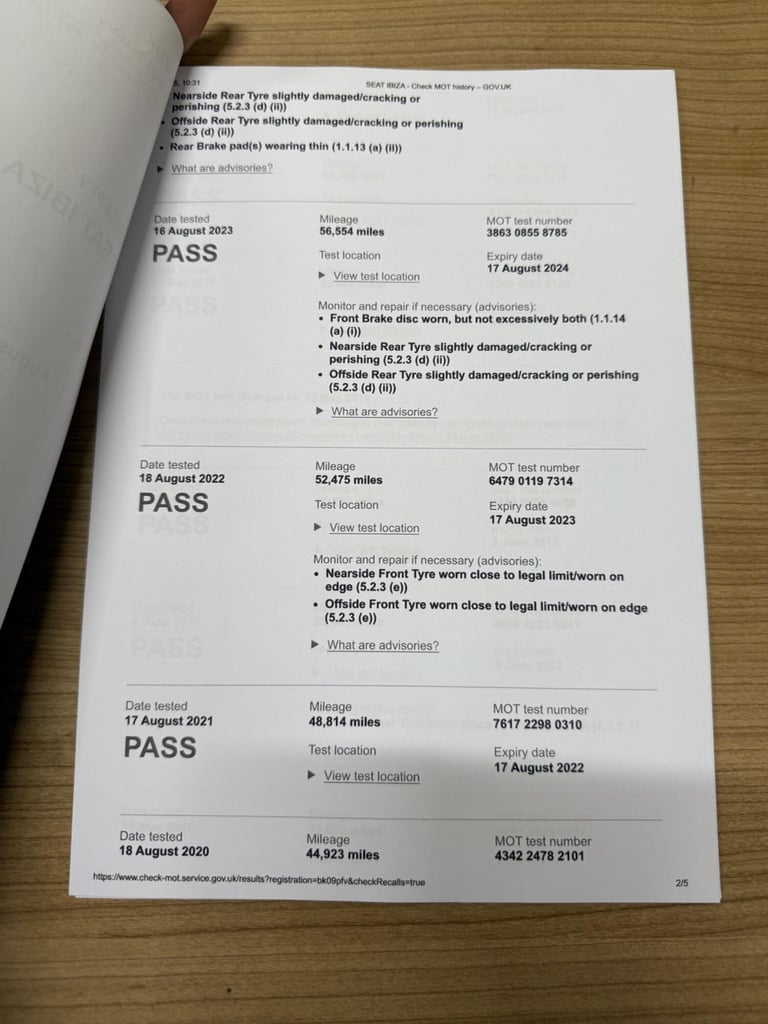 5, 10:31
SEAT IBIZA - Check MOT history – GOV.UK
Nearside Rear Tyre slightly damaged/cracking or
perishing (5.2.3 (d) (ii))
• Offside Rear Tyre slightly damaged/cracking or perishing
(5.2.3 (d) (ii))
• Rear Brake pad(s) wearing thin (1.1.13 (a) (ii))
▶ What are advisories?
Date tested
16 August 2023
PASS
Mileage
56,554 miles
MOT test number
3863 0855 8785
Test location
▶ View test location
Expiry date
17 August 2024
Monitor and repair if necessary (advisories):
• Front Brake disc worn, but not excessively both (1.1.14
(a) (i))
• Nearside Rear Tyre slightly damaged/cracking or
perishing (5.2.3 (d) (ii))
• Offside Rear Tyre slightly damaged/cracking or perishing
(5.2.3 (d) (ii))
▶ What are advisories?
Date tested
18 August 2022
PASS
Mileage
52,475 miles
MOT test number
6479 0119 7314
Test location
▶ View test location
Expiry date
17 August 2023
Monitor and repair if necessary (advisories):
• Nearside Front Tyre worn close to legal limit/worn on
edge (5.2.3 (e))
• Offside Front Tyre worn close to legal limit/worn on edge
(5.2.3 (e))
▶ What are advisories?
Date tested
17 August 2021
PASS
Mileage
48,814 miles
MOT test number
7617 2298 0310
Test location
▶ View test location
Expiry date
17 August 2022
Date tested
18 August 2020
Mileage
44,923 miles
MOT test number
4342 2478 2101
https://www.check-mot.service.gov.uk/results?registration=bk09pfv&checkRecalls=true
2/5